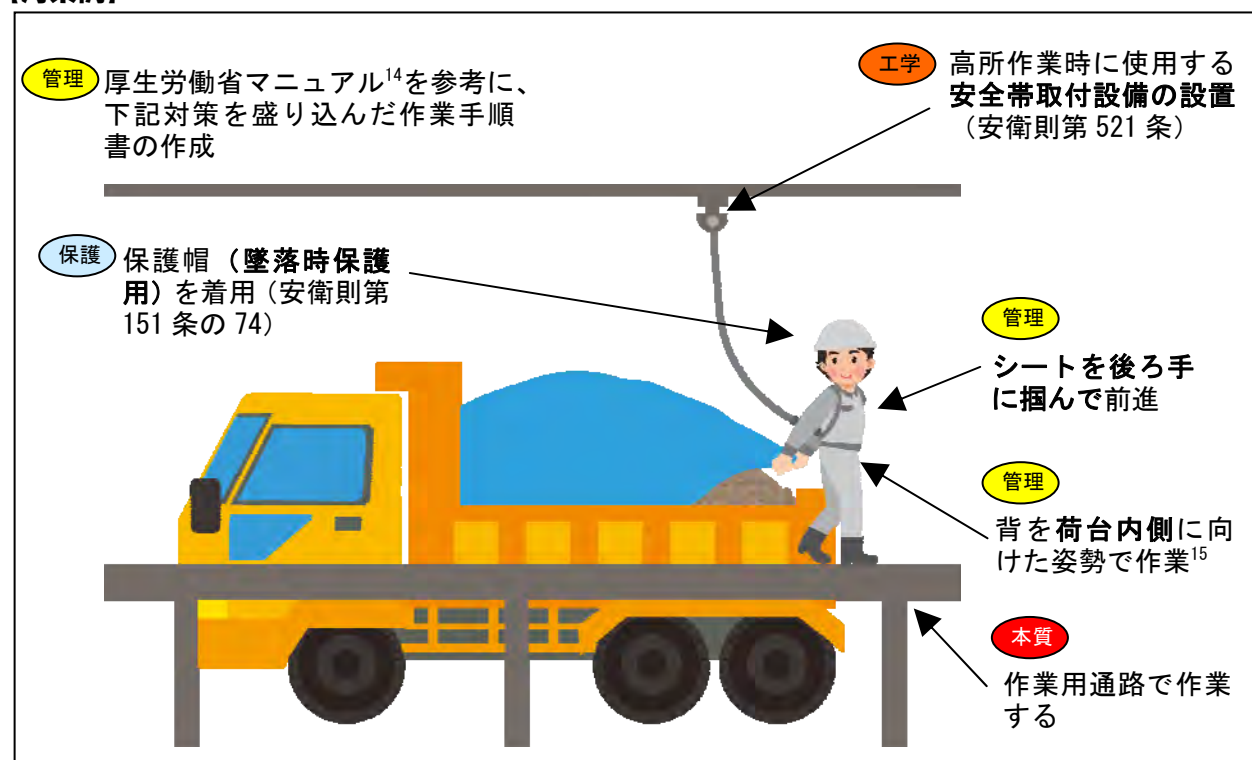 管理
厚生労働省マニュアル14を参考に、
下記対策を盛り込んだ作業手順
書の作成
工学
高所作業時に使用する
安全帯取付設備の設置
（安衛則第 521 条）
保護
保護帽（墜落時保護
用）を着用（安衛則第
151 条の 74）
管理
シートを後ろ手
に掴んで前進
管理
背を荷台内側に向
けた姿勢で作業15
本質
作業用通路で作業
する